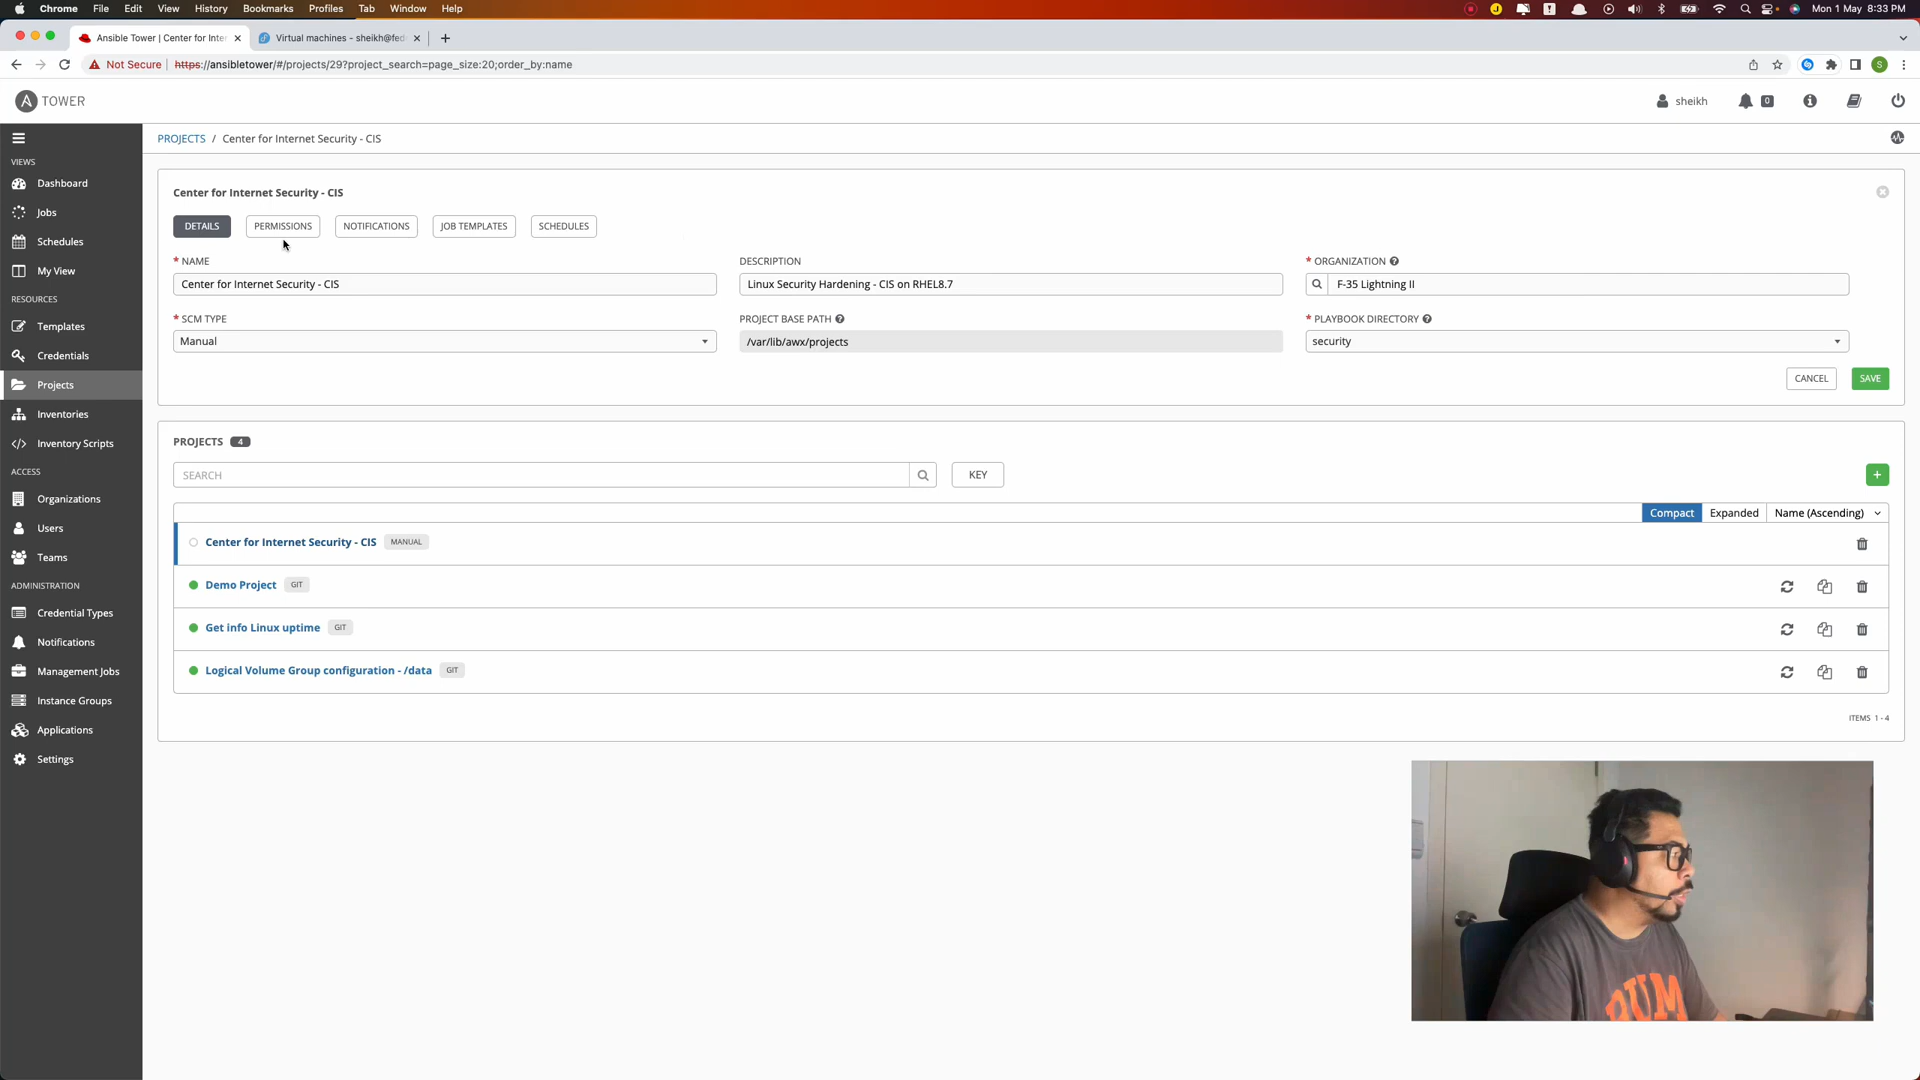 Chrome File Edit View History Bookmarks Profiles Tab Window Help Mon 1 May 8:33 PM
Ansible Tower | Center for Inte Virtual machines - sheikh@fed
Not Secure https://ansibletower/#/projects/29?project_search=page_size:20;order_by:name S
A TOWER sheikh 0
PROJECTS / Center for Internet Security - CIS
VIEWS
Dashboard
Jobs
Schedules
My View
RESOURCES
Templates
Credentials
Projects
Inventories
Inventory Scripts
ACCESS
Organizations
Users
Teams
ADMINISTRATION
Credential Types
Notifications
Management Jobs
Instance Groups
Applications
Settings
Center for Internet Security - CIS
DETAILS PERMISSIONS NOTIFICATIONS JOB TEMPLATES SCHEDULES
* NAME DESCRIPTION * ORGANIZATION
Center for Internet Security - CIS Linux Security Hardening - CIS on RHEL8.7 F-35 Lightning II
* SCM TYPE PROJECT BASE PATH * PLAYBOOK DIRECTORY
Manual /var/lib/awx/projects security
CANCEL SAVE
PROJECTS 4
SEARCH KEY +
Compact Expanded Name (Ascending)
Center for Internet Security - CIS MANUAL
Demo Project GIT
Get info Linux uptime GIT
Logical Volume Group configuration - /data GIT
ITEMS 1 - 4